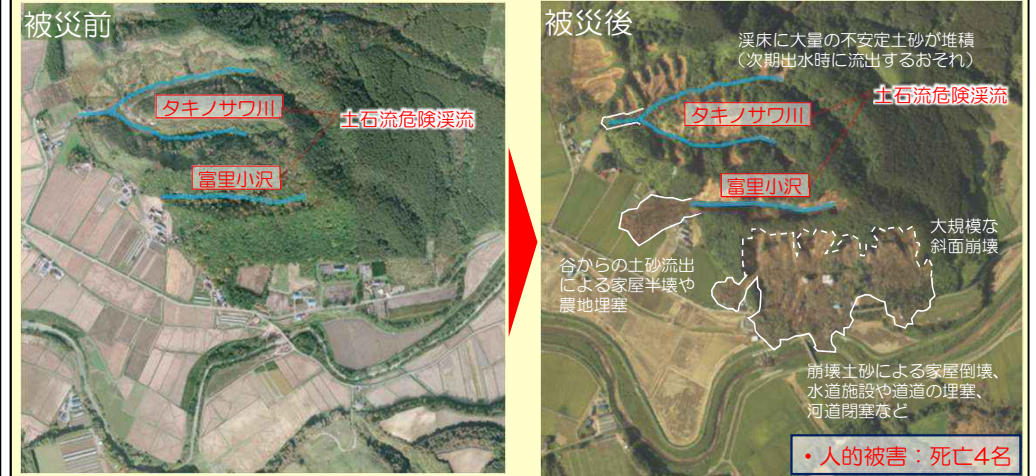 被災前
タキノサワ川
土石流危険渓流
富里小沢
被災後
渓床に大量の不安定土砂が堆積
（次期出水時に流出するおそれ）
タキノサワ川
土石流危険渓流
富里小沢
大規模な
斜面崩壊
谷からの土砂流出
による家屋半壊や
農地埋塞
崩壊土砂による家屋倒壊、
水道施設や道道の埋塞、
河道閉塞など
・人的被害：死亡4名